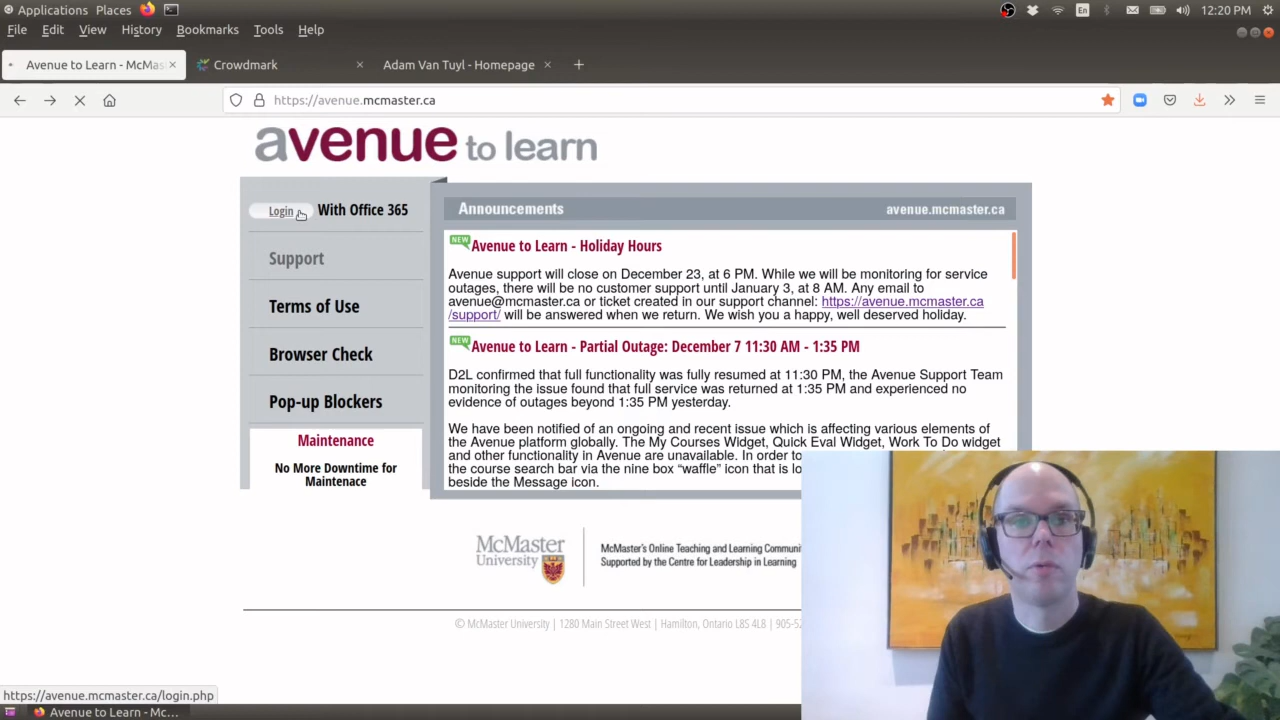 Applications Places 12:20 PM
En
File Edit View History Bookmarks Tools Help
Avenue to Learn - McMas
Crowdmark
Adam Van Tuyl - Homepage
https://avenue.mcmaster.ca
avenue to learn
Login With Office 365
Support
Terms of Use
Browser Check
Pop-up Blockers
Maintenance
No More Downtime for
Maintenace
Announcements avenue.mcmaster.ca
NEW Avenue to Learn - Holiday Hours
Avenue support will close on December 23, at 6 PM. While we will be monitoring for service
outages, there will be no customer support until January 3, at 8 AM. Any email to
avenue@mcmaster.ca or ticket created in our support channel: https://avenue.mcmaster.ca
/support/ will be answered when we return. We wish you a happy, well deserved holiday.
NEW Avenue to Learn - Partial Outage: December 7 11:30 AM - 1:35 PM
D2L confirmed that full functionality was fully resumed at 11:30 PM, the Avenue Support Team
monitoring the issue found that full service was returned at 1:35 PM and experienced no
evidence of outages beyond 1:35 PM yesterday.
We have been notified of an ongoing and recent issue which is affecting various elements of
the Avenue platform globally. The My Courses Widget, Quick Eval Widget, Work To Do widget
and other functionality in Avenue are unavailable. In order to
the course search bar via the nine box “waffle” icon that is lo
beside the Message icon.
McMaster
University
McMaster's Online Teaching and Learning Communi
Supported by the Centre for Leadership in Learning
© McMaster University | 1280 Main Street West | Hamilton, Ontario L8S 4L8 | 905-52
https://avenue.mcmaster.ca/login.php
Avenue to Learn - Mc...